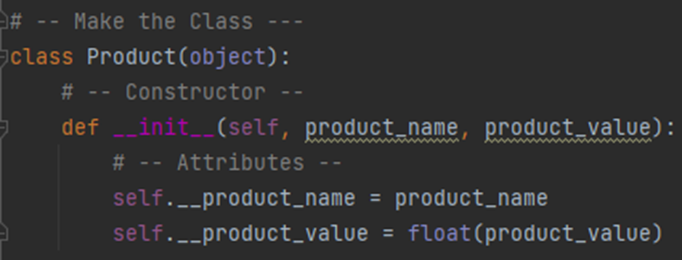 # -- Make the Class ---
class Product(object):
    # -- Constructor --
    def __init__(self, product_name, product_value):
        # -- Attributes --
        self.__product_name = product_name
        self.__product_value = float(product_value)